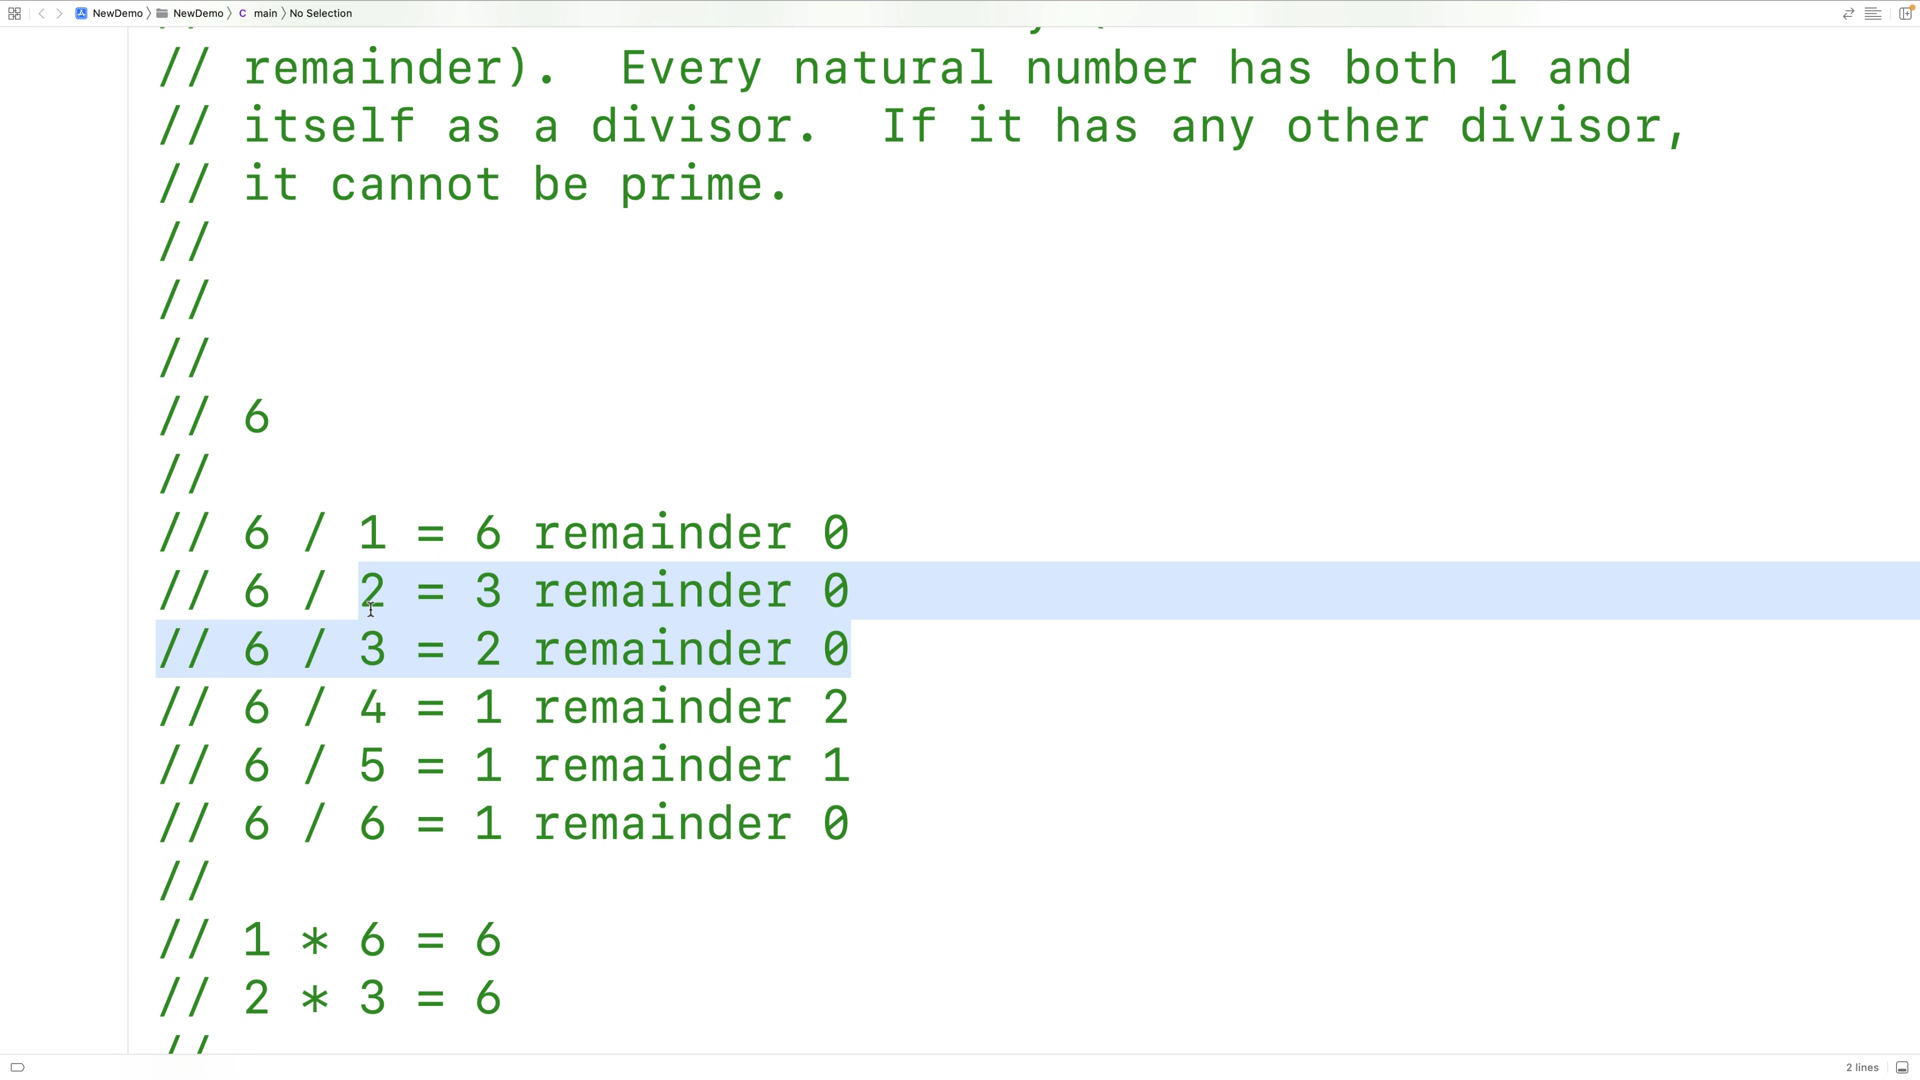 NewDemo NewDemo C main No Selection
// remainder). Every natural number has both 1 and
// itself as a divisor. If it has any other divisor,
// it cannot be prime.
//
//
//
// 6
//
// 6 / 1 = 6 remainder 0
// 6 / 2 = 3 remainder 0
// 6 / 3 = 2 remainder 0
// 6 / 4 = 1 remainder 2
// 6 / 5 = 1 remainder 1
// 6 / 6 = 1 remainder 0
//
// 1 * 6 = 6
// 2 * 3 = 6
//
2 lines